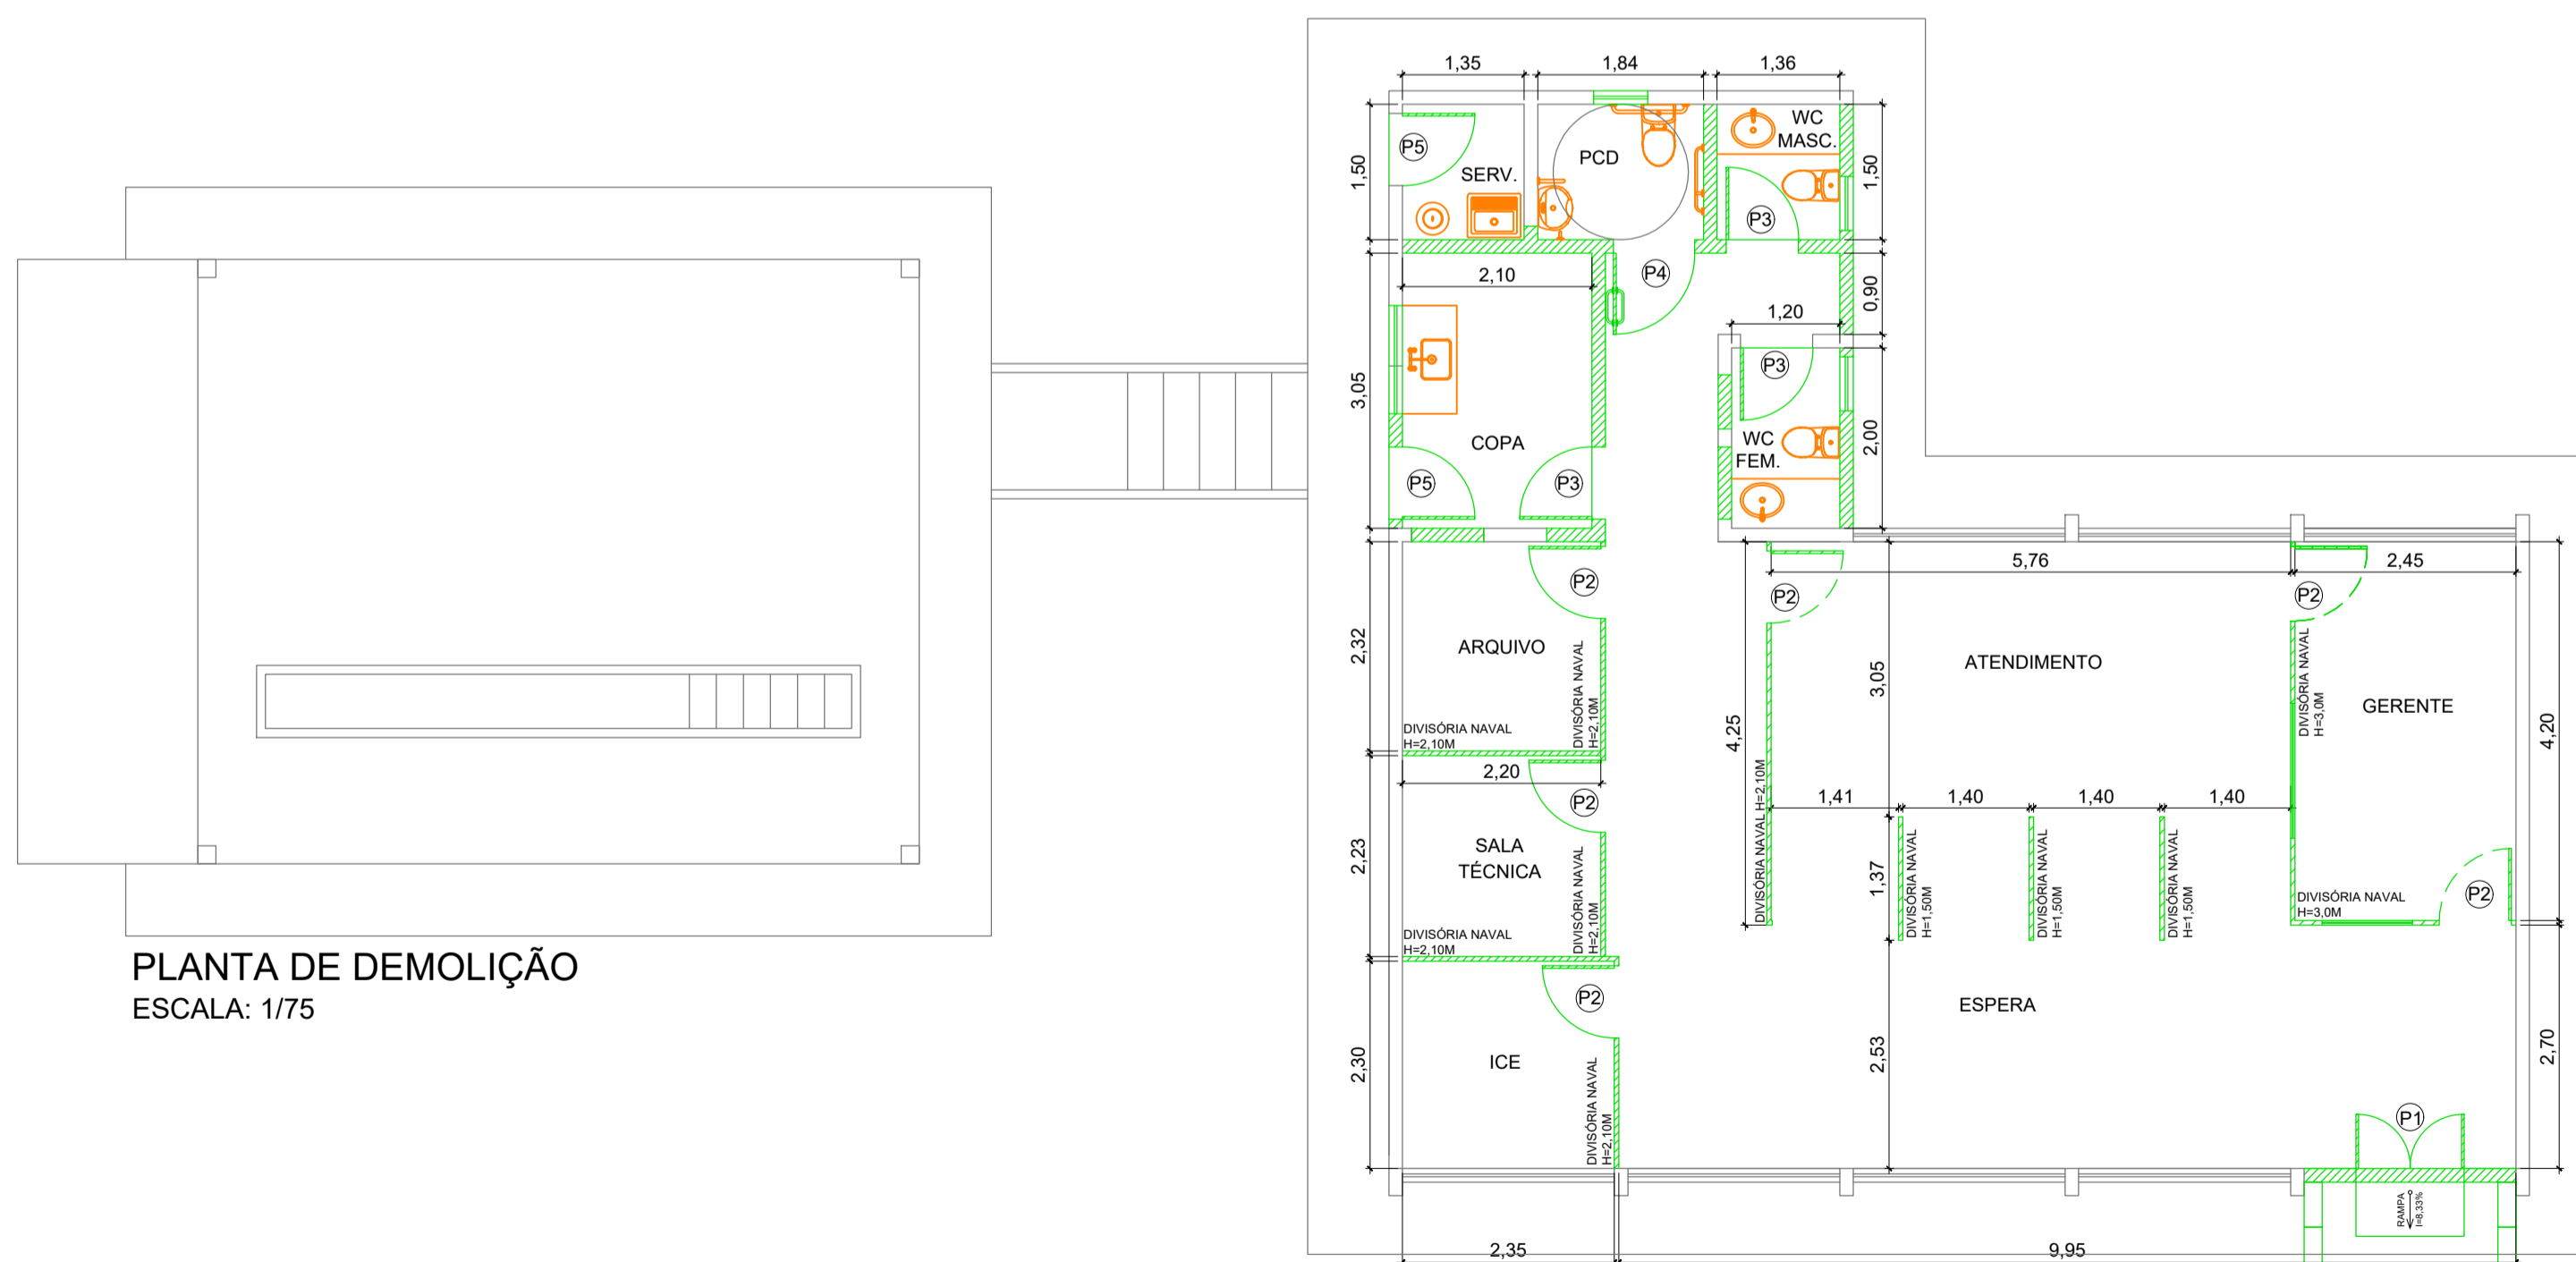 1,35
1,84
1,36
WC
MASC.
P5
PCD
1,50
SERV.
1,50
P3
2,10
P4
0,90
1,20
P3
3,05
COPA
WC
FEM.
2,00
P5
P3
5,76
2,45
P2
P2
P2
2,32
ARQUIVO
DIVISÓRIA NAVAL
H=2,10M
DIVISÓRIA NAVAL
H=2,10M
3,05
ATENDIMENTO
DIVISÓRIA NAVAL
H=3,0M
GERENTE
4,25
4,20
2,20
P2
DIVISÓRIA NAVAL H=2,10M
1,41
1,40
1,40
1,40
2,23
SALA
TÉCNICA
DIVISÓRIA NAVAL
H=2,10M
DIVISÓRIA NAVAL
H=2,10M
1,37
DIVISÓRIA NAVAL
H=1,50M
DIVISÓRIA NAVAL
H=1,50M
DIVISÓRIA NAVAL
H=1,50M
DIVISÓRIA NAVAL
H=3,0M
P2
PLANTA DE DEMOLIÇÃO
ESCALA: 1/75
P2
ESPERA
2,30
ICE
DIVISÓRIA NAVAL
H=2,10M
2,53
2,70
P1
RAMPA
I=8,33%
2,35
9,95